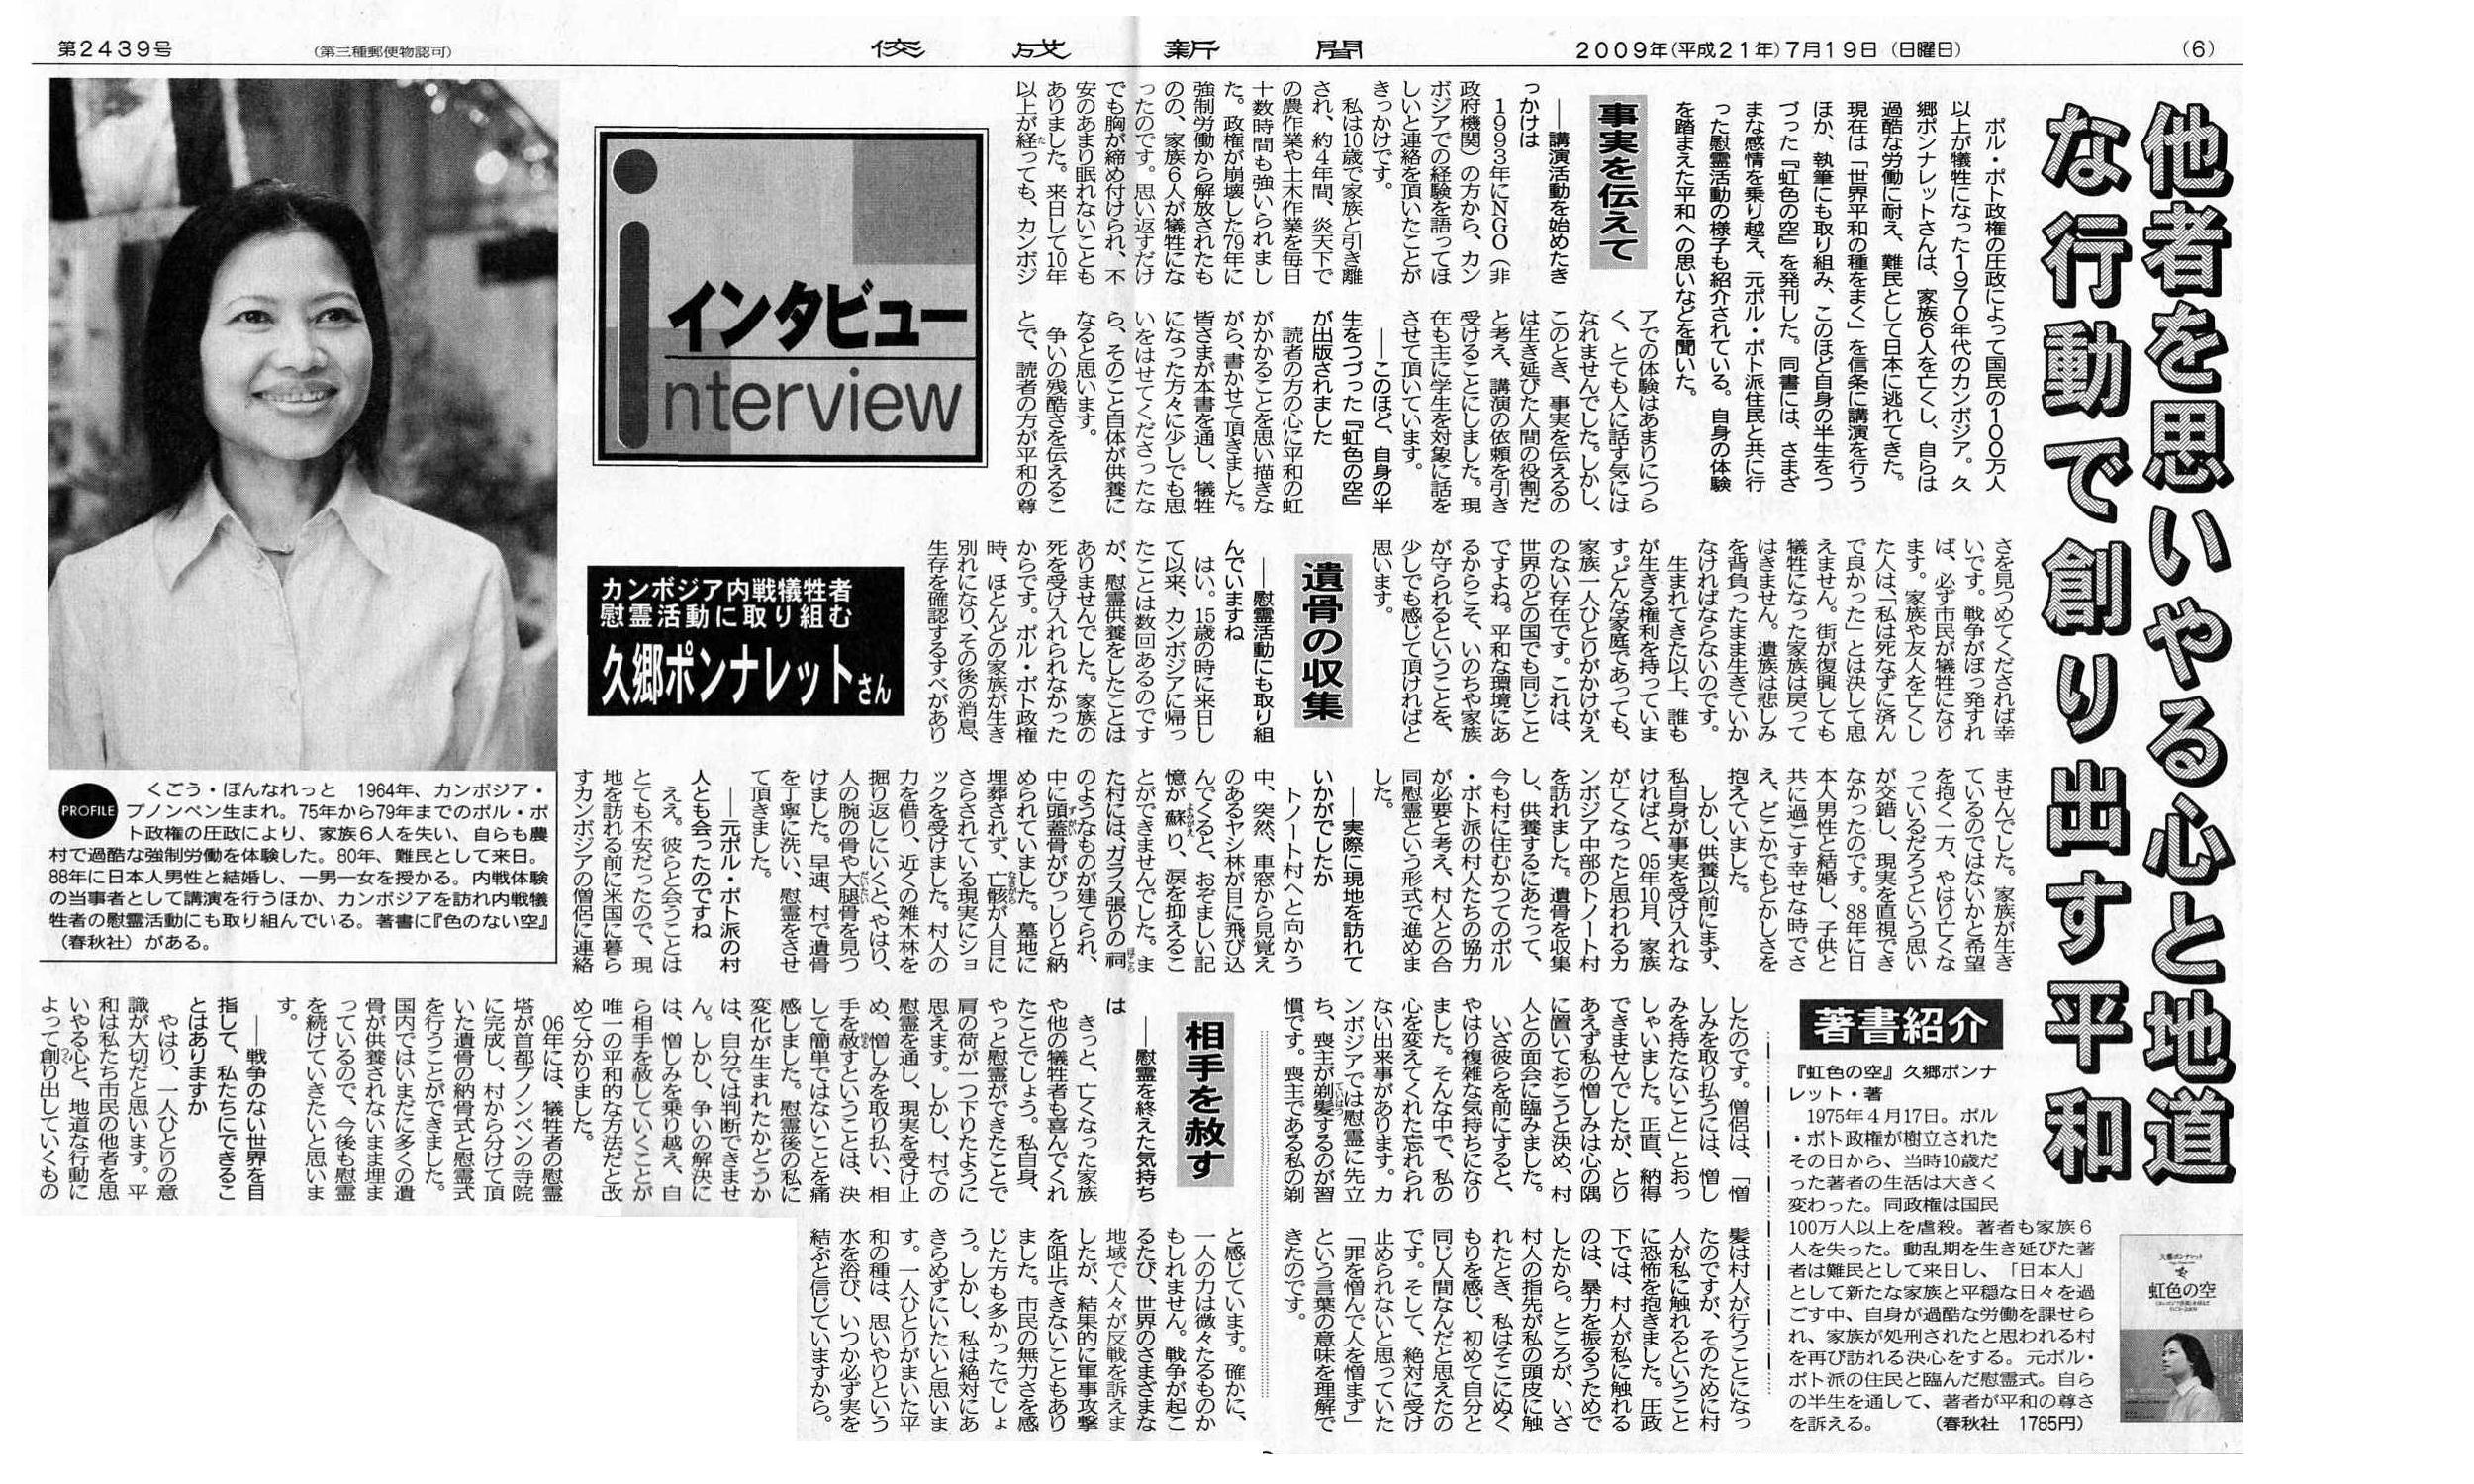 第2439号
(第三種郵便物認可)
佼成新聞
2009年(平成21年)7月19日(日曜日)
(6)
他者を思いやる心と地道
な行動で創り出す平和
ポル・ポト政権の圧政によって国民の100万人
以上が犠牲になった1970年代のカンボジア。久
郷ポンナレットさんは、家族6人を亡くし、自らは
過酷な労働に耐え、難民として日本に逃れてきた。
現在は「世界平和の種をまく」を信条に講演を行う
ほか、執筆にも取り組み、このほど自身の半生をつ
づった『虹色の空』を発刊した。同書には、さまざ
まな感情を乗り越え、元ポル・ポト派住民と共に行
った慰霊活動の様子も紹介されている。自身の体験
を踏まえた平和への思いなどを聞いた。
事実を伝えて
――講演活動を始めたき
っかけは
1993年にNGO(非
政府機関)の方から、カン
ボジアでの経験を語ってほ
しいと連絡を頂いたことが
きっかけです。
私は10歳で家族と引き離
され、約4年間、炎天下で
の農作業や土木作業を毎日
十数時間も強いられまし
た。政権が崩壊した79年に
強制労働から解放されたも
のの、家族6人が犠牲にな
ったのです。思い返すだけ
でも胸が締め付けられ、不
安のあまり眠れないことも
ありました。来日して10年
以上が経っても、カンボジ
アでの体験はあまりにつら
く、とても人に話す気には
なれませんでした。しかし、
このとき、事実を伝えるの
は生き延びた人間の役割だ
と考え、講演の依頼を引き
受けることにしました。現
在も主に学生を対象に話を
させて頂いています。
――このほど、自身の半
生をつづった『虹色の空』
が出版されました
読者の方の心に平和の虹
がかかることを思い描きな
がら、書かせて頂きました。
皆さまが本書を通し、犠牲
になった方々に少しでも思
いをはせてくださったな
ら、そのこと自体が供養に
なると思います。
争いの残酷さを伝えるこ
とで、読者の方が平和の尊
さを見つめてくだされば幸
いです。戦争がぼっ発すれ
ば、必ず市民が犠牲になり
ます。家族や友人を亡くし
た人は、「私は死なずに済ん
で良かった」とは決して思
えません。街が復興しても
犠牲になった家族は戻って
はきません。遺族は悲しみ
を背負ったまま生きていか
なければならないのです。
生まれてきた以上、誰も
が生きる権利を持っていま
す。どんな家庭であっても、
家族一人ひとりがかけがえ
のない存在です。これは、
世界のどの国でも同じこと
ですよね。平和な環境にあ
るからこそ、いのちや家族
が守られるということを、
少しでも感じて頂ければと
思います。
遺骨の収集
――慰霊活動にも取り組
んでいますね
はい。15歳の時に来日し
て以来、カンボジアに帰っ
たことは数回あるのです
が、慰霊供養をしたことは
ありませんでした。家族の
死を受け入れられなかった
からです。ポル・ポト政権
時、ほとんどの家族が生き
別れになり、その後の消息、
生存を確認するすべがあり
ませんでした。家族が生き
ているのではないかと希望
を抱く一方、やはり亡くな
っているだろうという思い
が交錯し、現実を直視でき
なかったのです。88年に日
本人男性と結婚し、子供と
共に過ごす幸せな時でさ
え、どこかでもどかしさを
抱えていました。
しかし、供養以前にまず、
私自身が事実を受け入れな
ければと、05年10月、家族
が亡くなったと思われるカ
ンボジア中部のトノート村
を訪れました。遺骨を収集
し、供養するにあたって、
今も村に住むかつてのポル
・ポト派の村人たちの協力
が必要と考え、村人との合
同慰霊という形式で進めま
した。
――実際に現地を訪れて
いかがでしたか
トノート村へと向かう
中、突然、車窓から見覚え
のあるヤシ林が目に飛び込
んでくると、おぞましい記
憶が蘇り、涙を抑えるこ
とができませんでした。ま
た村には、ガラス張りの祠
のようなものが建てられ、
中に頭蓋骨がびっしりと納
められていました。墓地に
埋葬されず、亡骸が人目に
さらされている現実にショ
ックを受けました。村人の
力を借り、近くの雑木林を
掘り返しにいくと、やはり、
人の腕の骨や大腿骨を見つ
けました。早速、村で遺骨
を丁寧に洗い、慰霊をさせ
て頂きました。
――元ポル・ポト派の村
人とも会ったのですね
ええ。彼らと会うことは
とても不安だったので、現
地を訪れる前に米国に暮ら
すカンボジアの僧侶に連絡
したのです。僧侶は、「憎
しみを取り払うには、憎し
みを持たないこと」とおっ
しゃいました。正直、納得
できませんでしたが、とり
あえず私の憎しみは心の隅
に置いておこうと決め、村
人との面会に臨みました。
いざ彼らを前にすると、
やはり複雑な気持ちになり
ました。そんな中で、私の
心を変えてくれた忘れられ
ない出来事があります。カ
ンボジアでは慰霊に先立
ち、喪主が剃髪するのが習
慣です。喪主である私の剃
髪は村人が行うことになっ
たのですが、そのために村
人が私に触れるということ
に恐怖を抱きました。圧政
下では、村人が私に触れる
のは、暴力を振るうためで
したから。ところが、いざ
村人の指先が私の頭皮に触
れたとき、私はそこにぬく
もりを感じ、初めて自分と
同じ人間なんだと思えたの
です。そして、絶対に受け
止められないと思っていた
「罪を憎んで人を憎まず」
という言葉の意味を理解で
きたのです。
相手を赦す
――慰霊を終えた気持ち
は
きっと、亡くなった家族
や他の犠牲者も喜んでくれ
たことでしょう。私自身、
やっと慰霊ができたことで
肩の荷が一つ下りたように
思えます。しかし、村での
慰霊を通し、現実を受け止
め、憎しみを取り払い、相
手を赦すということは、決
して簡単ではないことを痛
感しました。慰霊後の私に
変化が生まれたかどうか
は、自分では判断できませ
ん。しかし、争いの解決に
は、憎しみを乗り越え、自
ら相手を赦していくことが
唯一の平和的な方法だと改
めて分かりました。
06年には、犠牲者の慰霊
塔が首都プノンペンの寺院
に完成し、村から分けて頂
いた遺骨の納骨式と慰霊式
を行うことができました。
国内ではいまだに多くの遺
骨が供養されないまま埋ま
っているので、今後も慰霊
を続けていきたいと思いま
す。
――戦争のない世界を目
指して、私たちにできるこ
とはありますか
やはり、一人ひとりの意
識が大切だと思います。平
和は私たち市民の他者を思
いやる心と、地道な行動に
よって創り出していくもの
と感じています。確かに、
一人の力は微々たるものか
もしれません。戦争が起こ
るたび、世界のさまざまな
地域で人々が反戦を訴えま
したが、結果的に軍事攻撃
を阻止できないこともあり
ました。市民の無力さを感
じた方も多かったでしょ
う。しかし、私は絶対にあ
きらめずにいたいと思いま
す。一人ひとりがまいた平
和の種は、思いやりという
水を浴び、いつか必ず実を
結ぶと信じていますから。
インタビュー
interview
カンボジア内戦犠牲者
慰霊活動に取り組む
久郷ポンナレットさん
PROFILE
くごう・ぽんなれっと 1964年、カンボジア・
プノンペン生まれ。75年から79年までのポル・ポ
ト政権の圧政により、家族6人を失い、自らも農
村で過酷な強制労働を体験した。80年、難民として来日。
88年に日本人男性と結婚し、一男一女を授かる。内戦体験
の当事者として講演を行うほか、カンボジアを訪れ内戦犠
牲者の慰霊活動にも取り組んでいる。著書に『色のない空』
(春秋社)がある。
著書紹介
『虹色の空』久郷ポンナ
レット・著
1975年4月17日。ポル
・ポト政権が樹立された
その日から、当時10歳だ
った著者の生活は大きく
変わった。同政権は国民
100万人以上を虐殺。著者も家族6
人を失った。動乱期を生き延びた著
者は難民として来日し、「日本人」
として新たな家族と平穏な日々を過
ごす中、自身が過酷な労働を課せら
れ、家族が処刑されたと思われる村
を再び訪れる決心をする。元ポル・
ポト派の住民と臨んだ慰霊式。自ら
の半生を通して、著者が平和の尊さ
を訴える。 (春秋社 1785円)
久郷ポンナレット
虹色の空